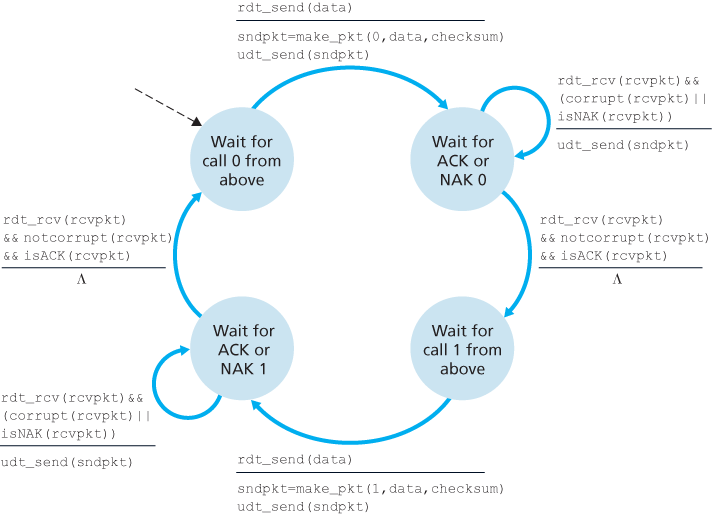 rdt_send(data)
sndpkt=make_pkt(0,data,checksum)
udt_send(sndpkt)
rdt_rcv(rcvpkt)&&
(corrupt(rcvpkt)||
isNAK(rcvpkt))
udt_send(sndpkt)
Wait for
call 0 from
above
Wait for
ACK or
NAK 0
rdt_rcv(rcvpkt)
&& notcorrupt(rcvpkt)
&& isACK(rcvpkt)
Λ
rdt_rcv(rcvpkt)
&& notcorrupt(rcvpkt)
&& isACK(rcvpkt)
Λ
Wait for
ACK or
NAK 1
Wait for
call 1 from
above
rdt_rcv(rcvpkt)&&
(corrupt(rcvpkt)||
isNAK(rcvpkt))
udt_send(sndpkt)
rdt_send(data)
sndpkt=make_pkt(1,data,checksum)
udt_send(sndpkt)